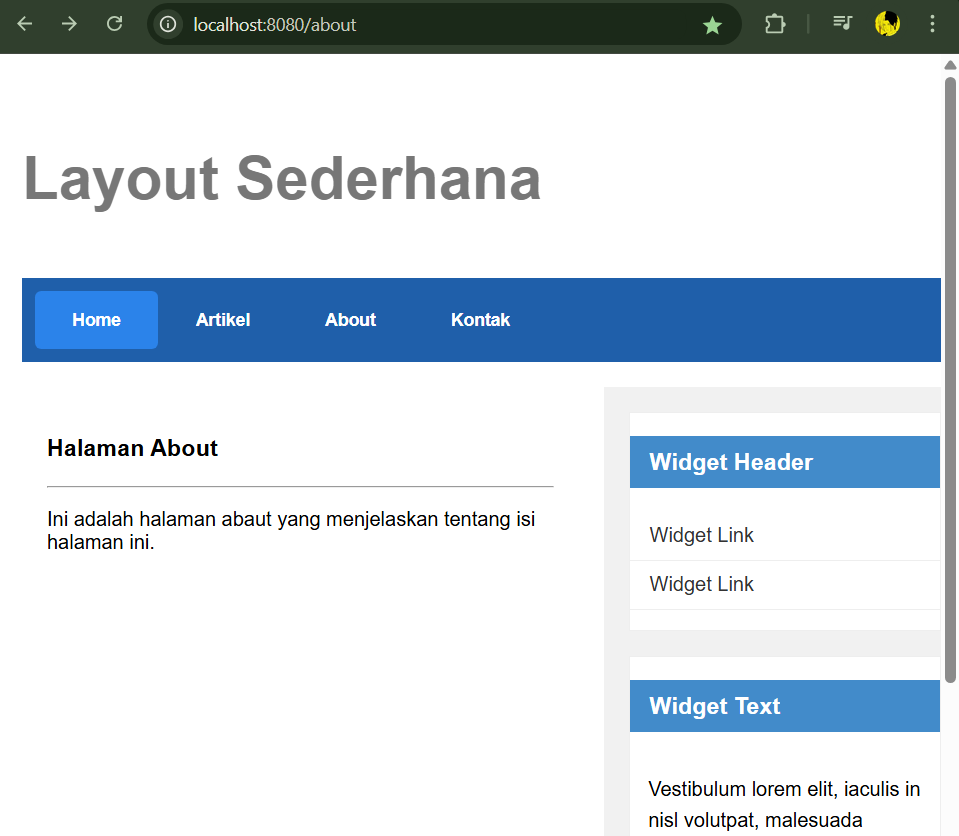 localhost:8080/about
Layout Sederhana
Home Artikel About Kontak
Halaman About
Ini adalah halaman abaut yang menjelaskan tentang isi
halaman ini.
Widget Header
Widget Link
Widget Link
Widget Text
Vestibulum lorem elit, iaculis in
nisl volutpat, malesuada